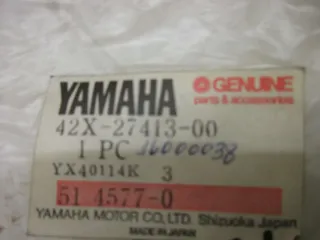 GENUINE
parts & accessories
YAMAHA
42X-27413-00
1 PC 16000038
YX40114K 3
51 4577-0
YAMAHA MOTOR CO., LTD. Shizuoka Japan
MADE IN JAPAN